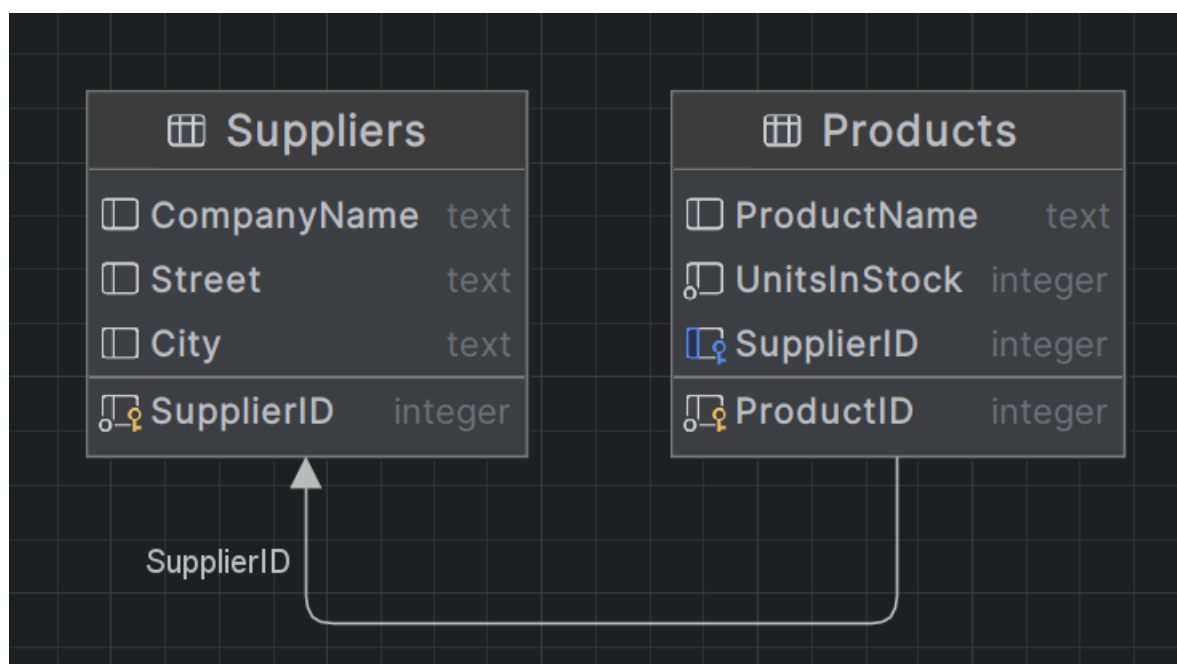 Suppliers
CompanyName text
Street text
City text
SupplierID integer
Products
ProductName text
UnitsInStock integer
SupplierID integer
ProductID integer
SupplierID